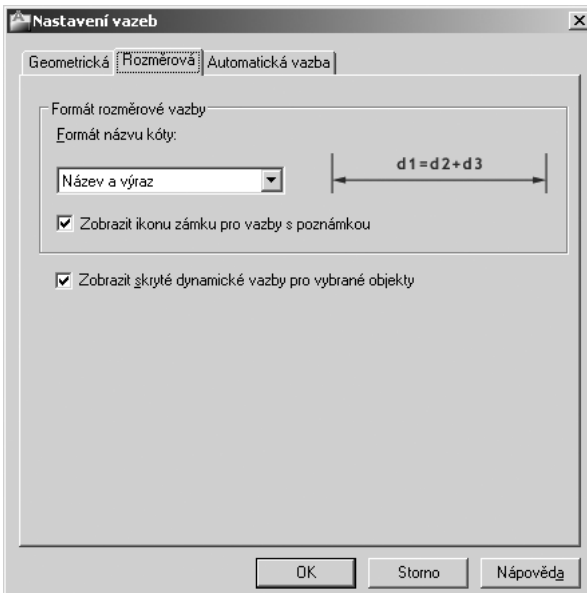 Nastavení vazeb
Geometrická Rozměrová Automatická vazba
Formát rozměrové vazby
Formát názvu kóty:
d1=d2+d3
Název a výraz
Zobrazit ikonu zámku pro vazby s poznámkou
Zobrazit skryté dynamické vazby pro vybrané objekty
OK Storno Nápověda